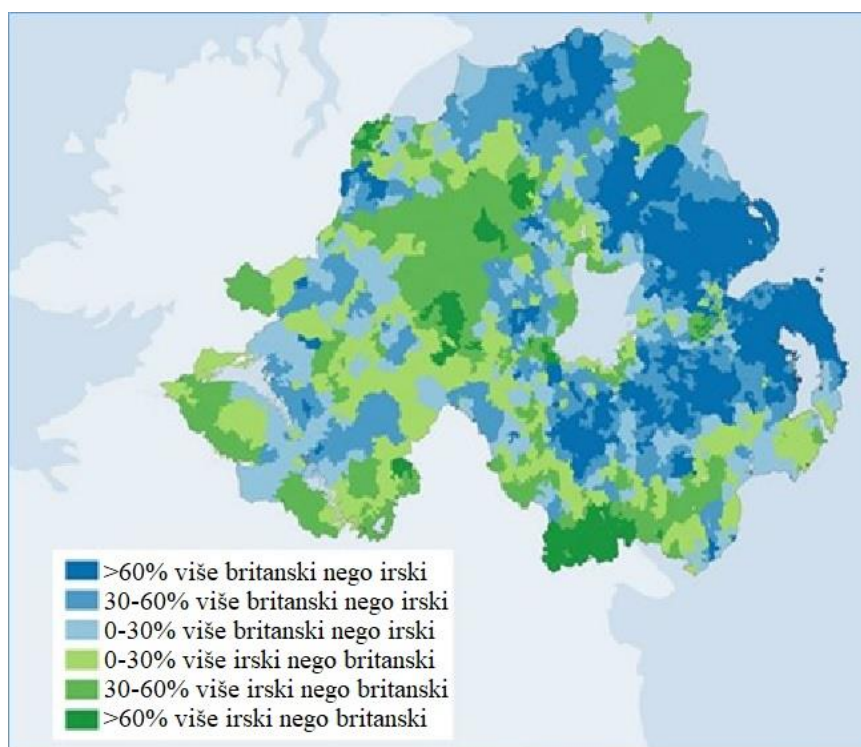 >60% više britanski nego irski
30-60% više britanski nego irski
0-30% više britanski nego irski
0-30% više irski nego britanski
30-60% više irski nego britanski
>60% više irski nego britanski